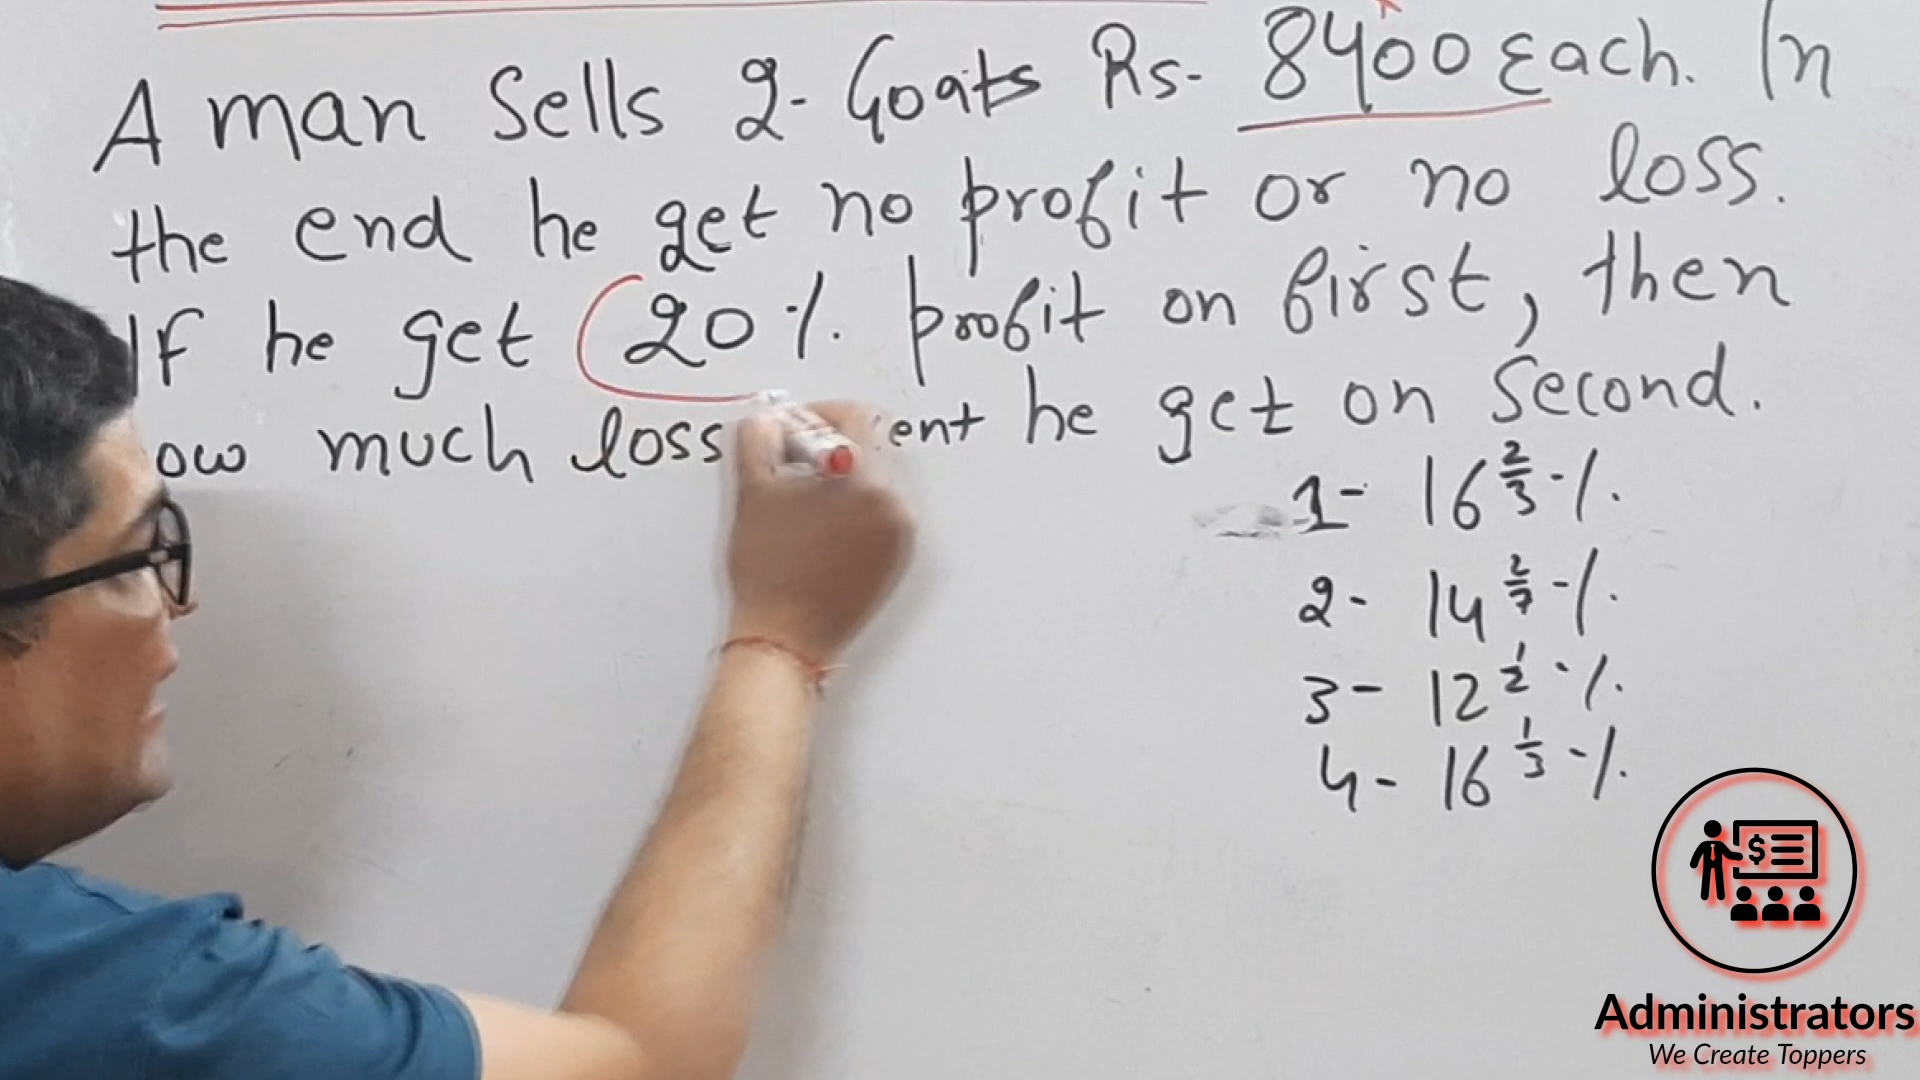 A man Sells 2- Goats Rs- 8400 Each. In
the end he get no profit or no loss.
If he get 20% profit on first, then
ow much loss ent he get on Second.
1- 16 2/3 %.
2- 14 2/7 %.
3- 12 1/2 %.
4- 16 1/3 %.
$
Administrators
We Create Toppers